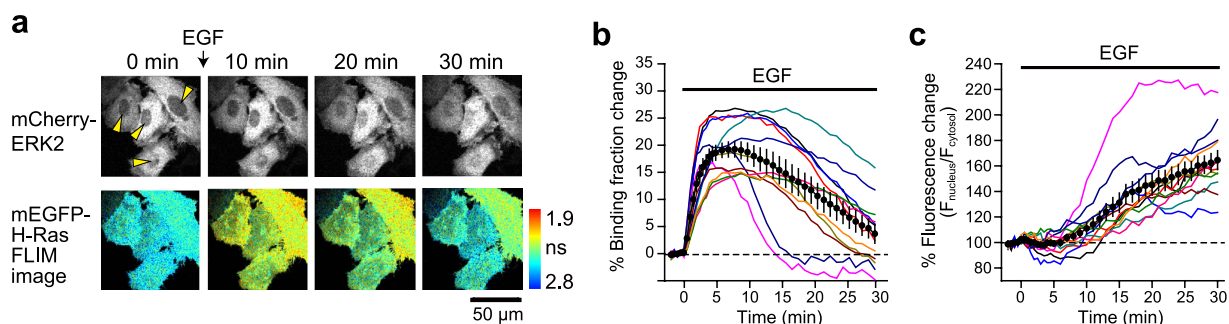 a
EGF
0 min 10 min 20 min 30 min
mCherry-
ERK2
mEGFP-
H-Ras
FLIM
image
1.9
ns
2.8
50 µm
b
EGF
% Binding fraction change
35
30
25
20
15
10
5
0
0 5 10 15 20 25 30
Time (min)
c
EGF
% Fluorescence change
(Fnucleus/Fcytosol)
240
220
200
180
160
140
120
100
80
0 5 10 15 20 25 30
Time (min)